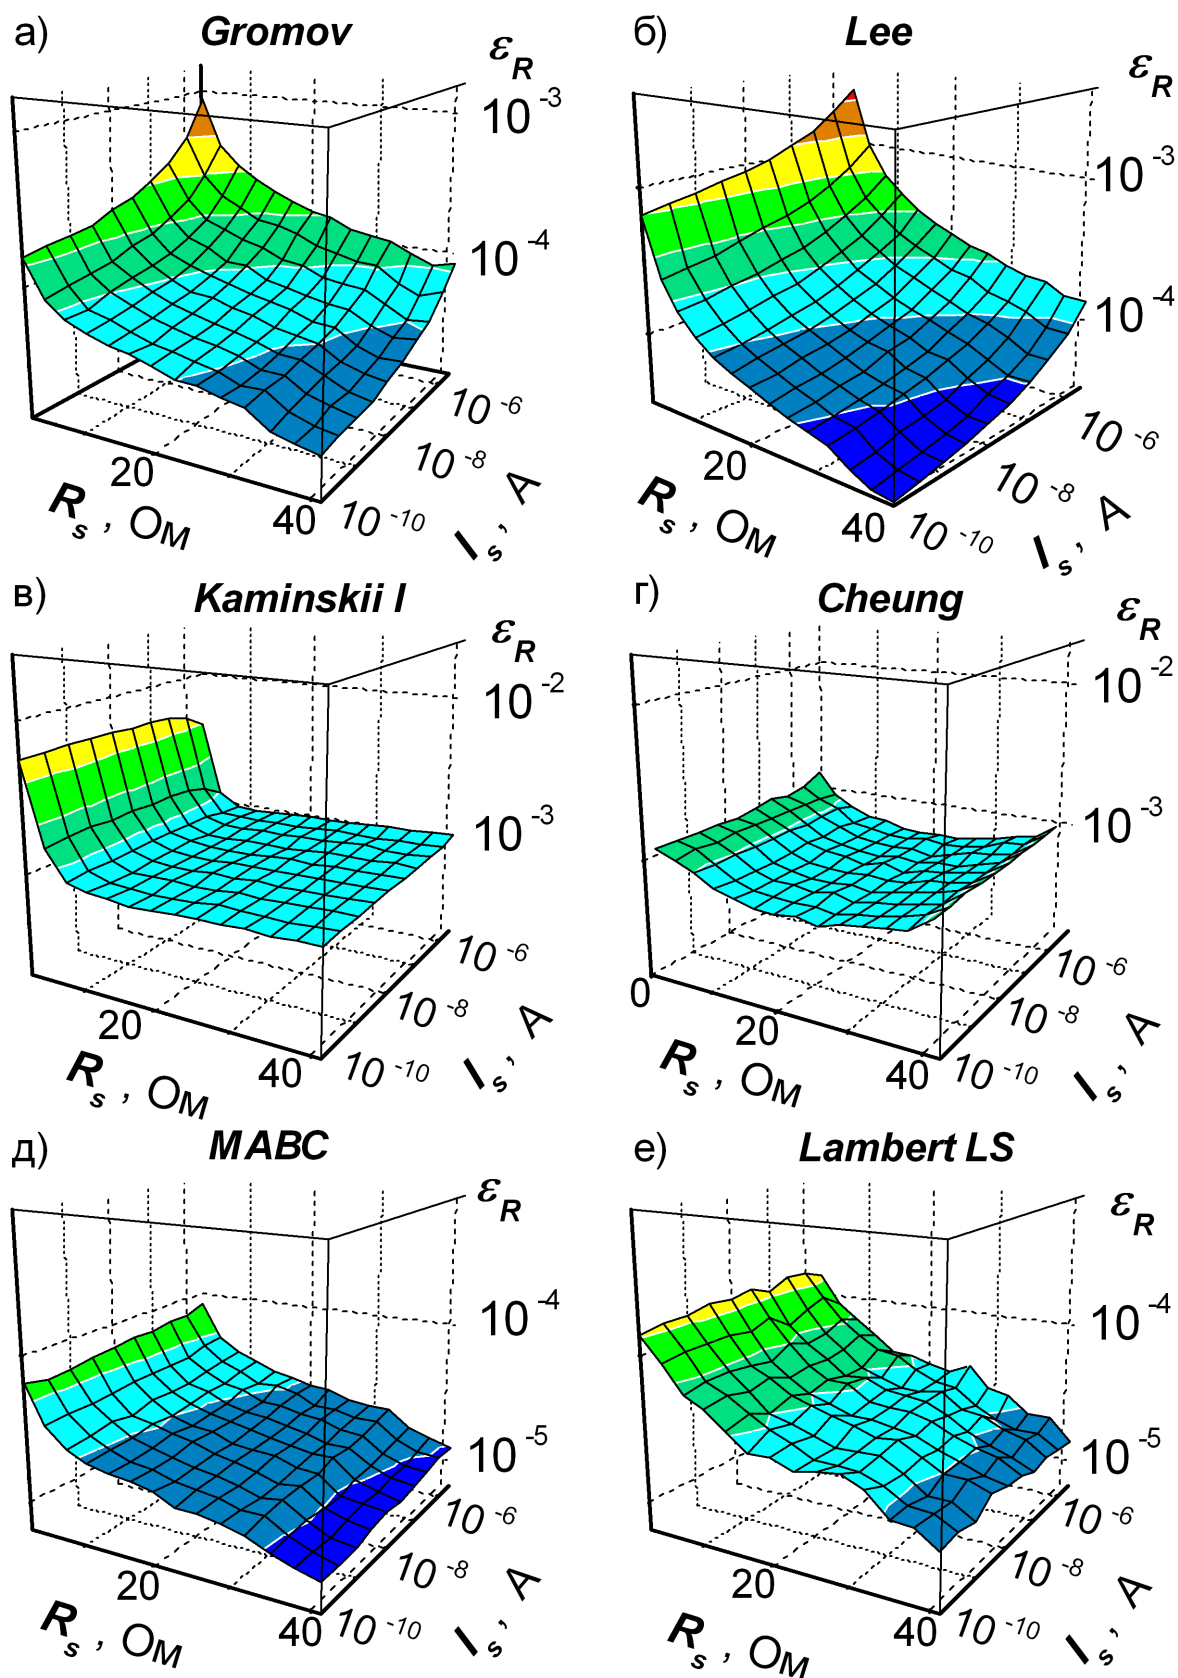 а) Gromov
ε_R
10^-3
10^-4
10^-6
10^-8
10^-10
20
40
R_s , Ом
I_s , А
б) Lee
ε_R
10^-3
10^-4
10^-6
10^-8
10^-10
20
40
R_s , Ом
I_s , А
в) Kaminskii I
ε_R
10^-2
10^-3
10^-6
10^-8
10^-10
20
40
R_s , Ом
I_s , А
г) Cheung
ε_R
10^-2
10^-3
10^-6
10^-8
10^-10
0
20
40
R_s , Ом
I_s , А
д) MABC
ε_R
10^-4
10^-5
10^-6
10^-8
10^-10
20
40
R_s , Ом
I_s , А
е) Lambert LS
ε_R
10^-4
10^-5
10^-6
10^-8
10^-10
20
40
R_s , Ом
I_s , А